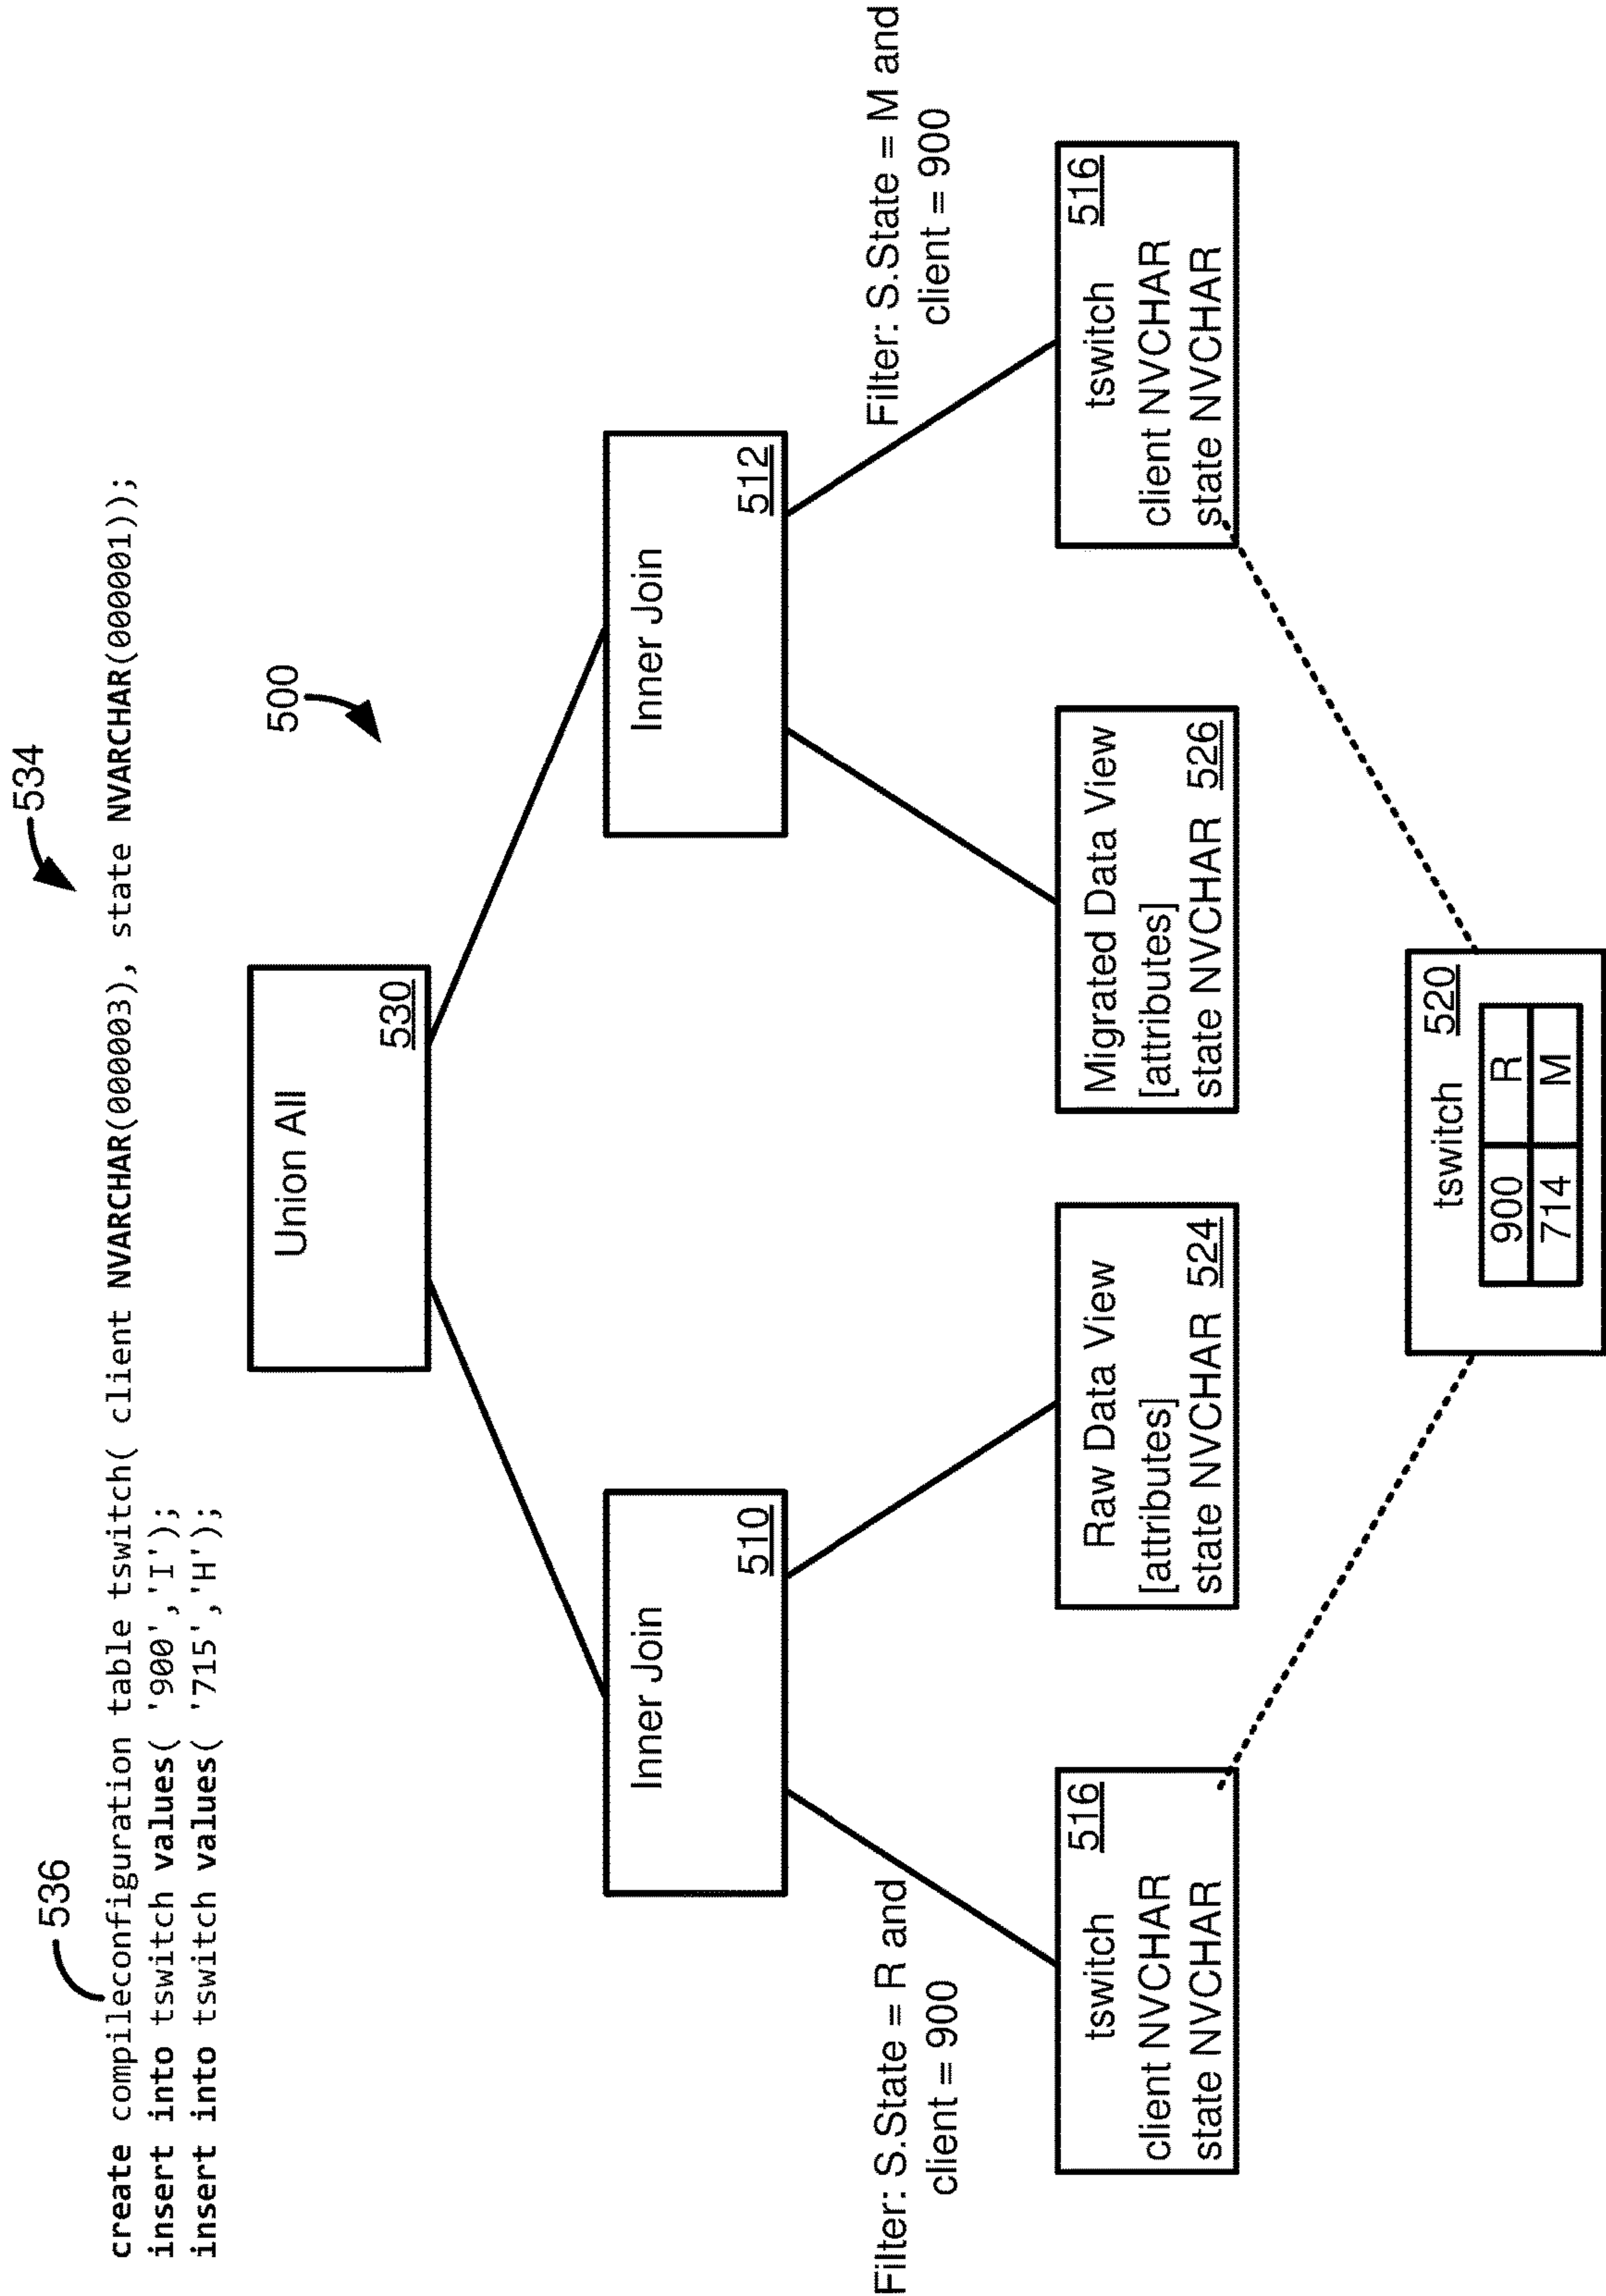 534
536
create compileconfiguration table tswitch( client NVARCHAR(000003), state NVARCHAR(000001));
insert into tswitch values( '900','I');
insert into tswitch values( '715','H');
500
Union All
530
Inner Join
510
Inner Join
512
Filter: S.State = R and
client = 900
Filter: S.State = M and
client = 900
tswitch
516
client NVCHAR
state NVCHAR
Raw Data View
[attributes]
state NVCHAR 524
Migrated Data View
[attributes]
state NVCHAR 526
tswitch
516
client NVCHAR
state NVCHAR
tswitch
520
900 R
714 M